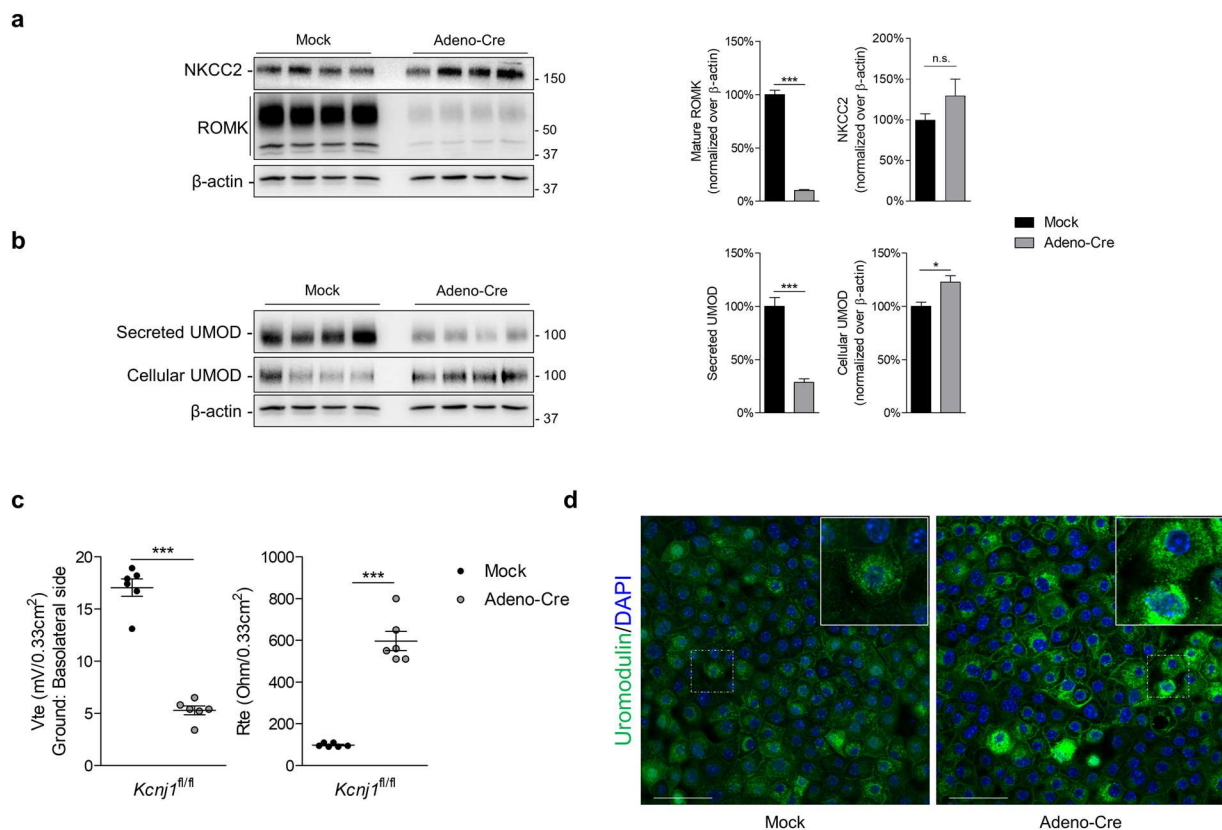 a
Mock
Adeno-Cre
NKCC2
150
ROMK
50
37
β-actin
37
150%
100%
50%
0%
Mature ROMK
(normalized over β-actin)
***
200%
150%
100%
50%
0%
NKCC2
(normalized over β-actin)
n.s.
Mock
Adeno-Cre
b
Mock
Adeno-Cre
Secreted UMOD
100
Cellular UMOD
100
β-actin
37
150%
100%
50%
0%
Secreted UMOD
***
150%
100%
50%
0%
Cellular UMOD
(normalized over β-actin)
*
c
Vte (mV/0.33cm²)
Ground: Basolateral side
20
15
10
5
0
***
Kcnj1fl/fl
Rte (Ohm/0.33cm²)
1000
800
600
400
200
0
***
Kcnj1fl/fl
Mock
Adeno-Cre
d
Uromodulin/DAPI
Mock
Adeno-Cre